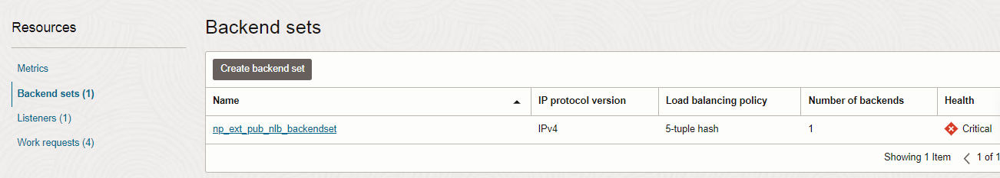 Resources
Metrics
Backend sets (1)
Listeners (1)
Work requests (4)
Backend sets
Create backend set
Name IP protocol version Load balancing policy Number of backends Health
np_ext_pub_nlb_backendset IPv4 5-tuple hash 1 Critical
Showing 1 Item 1 of 1